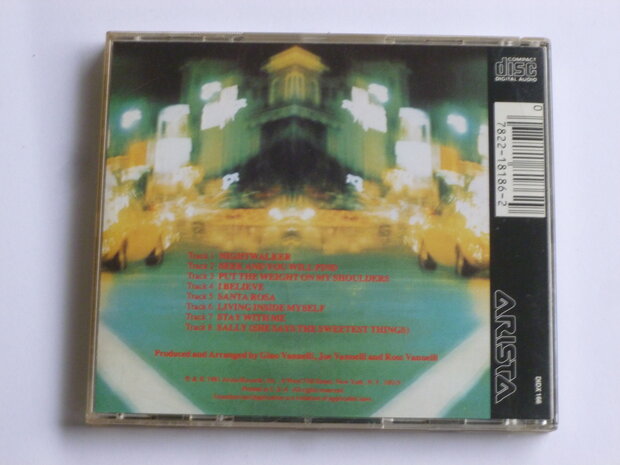 COMPACT
disc
DIGITAL AUDIO
0
7822-18186-2
Track 1 NIGHTWALKER
Track 2 SEEK AND YOU WILL FIND
Track 3 PUT THE WEIGHT ON MY SHOULDERS
Track 4 I BELIEVE
Track 5 SANTA ROSA
Track 6 LIVING INSIDE MYSELF
Track 7 STAY WITH ME
Track 8 SALLY (SHE SAYS THE SWEETEST THINGS)
Produced and Arranged by Gino Vannelli, Joe Vannelli and Ross Vannelli
ARISTA
DIDX 166